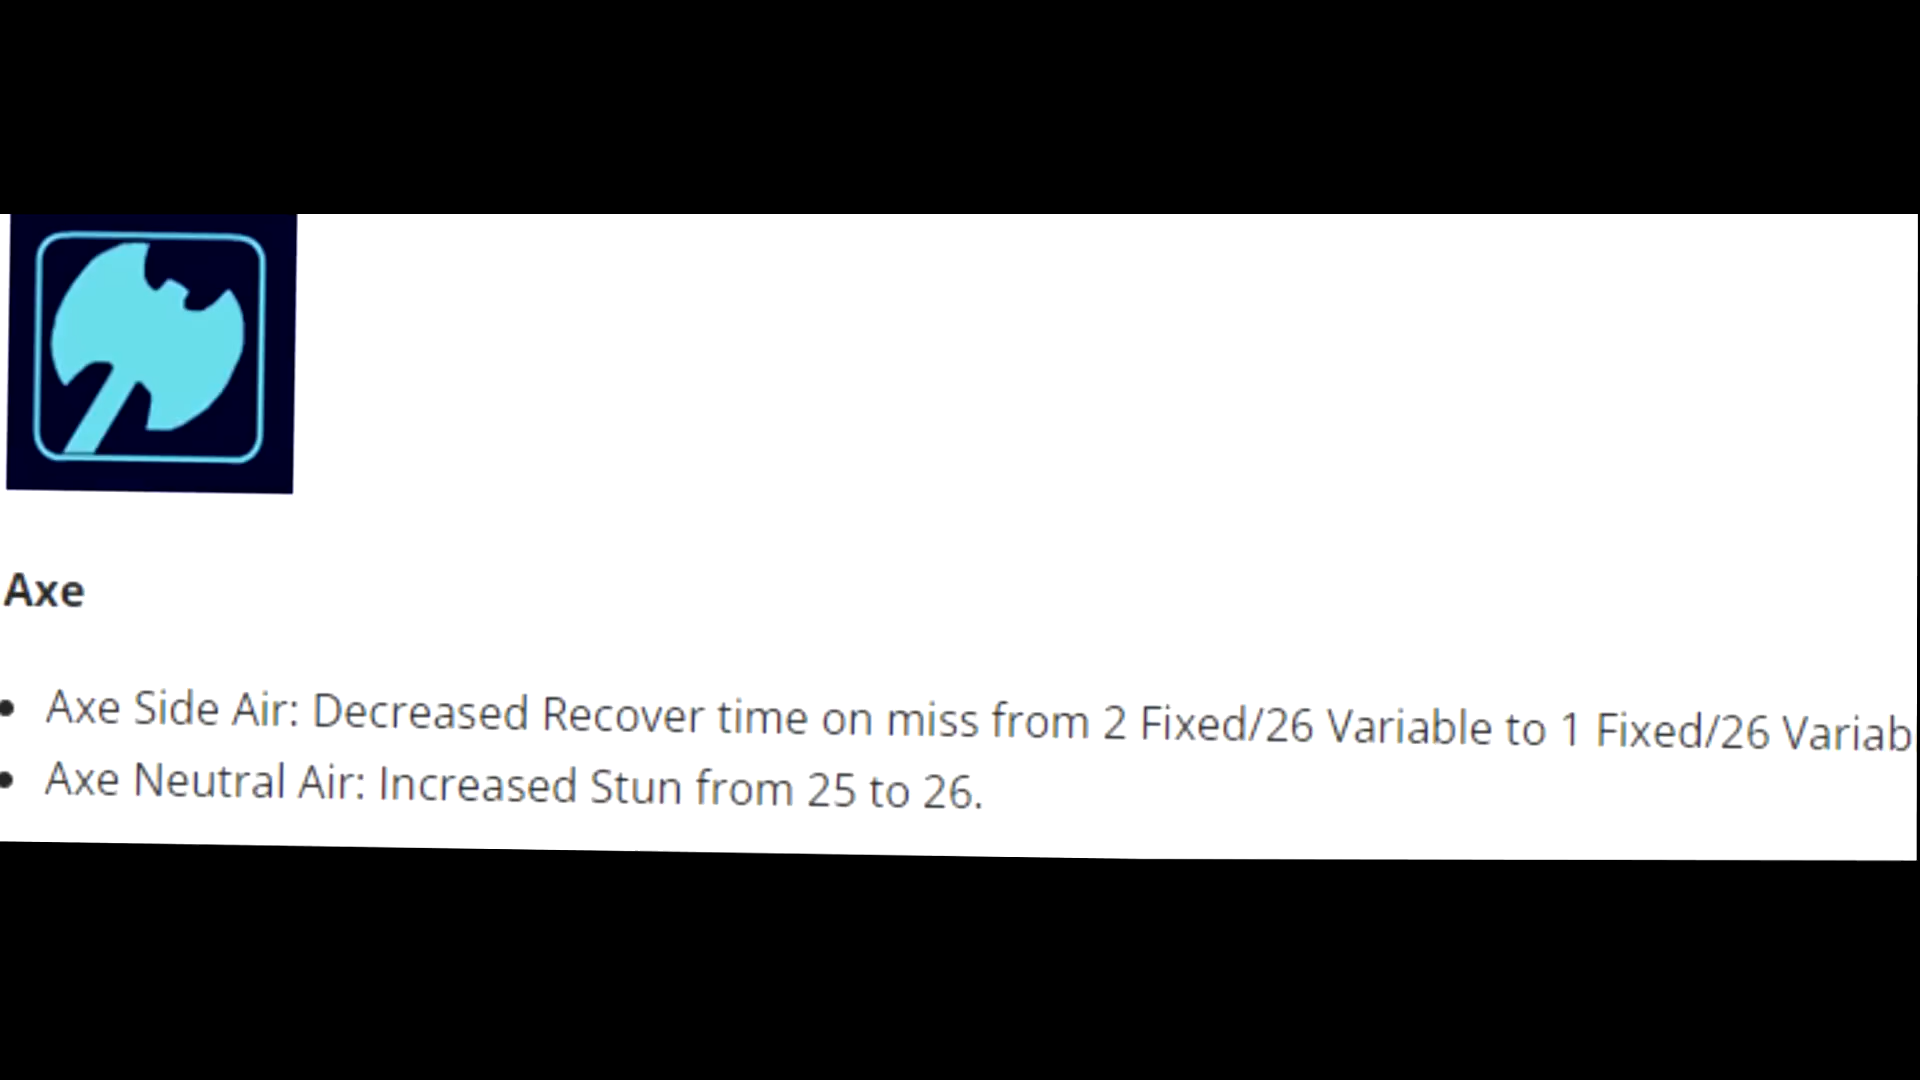 Axe
• Axe Side Air: Decreased Recover time on miss from 2 Fixed/26 Variable to 1 Fixed/26 Variab
• Axe Neutral Air: Increased Stun from 25 to 26.